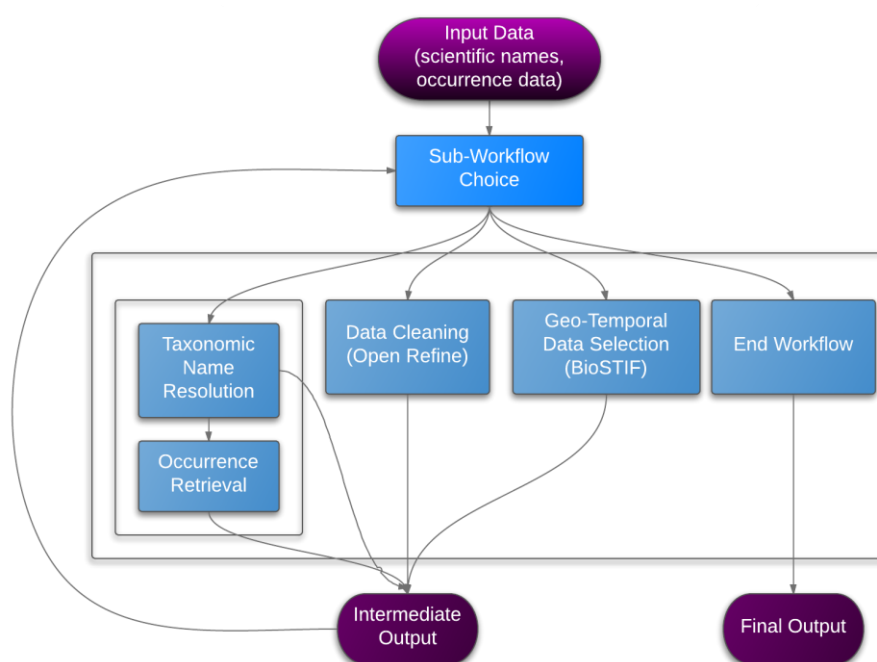 Input Data
(scientific names,
occurrence data)
Sub-Workflow
Choice
Taxonomic
Name
Resolution
Occurrence
Retrieval
Data Cleaning
(Open Refine)
Geo-Temporal
Data Selection
(BioSTIF)
End Workflow
Intermediate
Output
Final Output